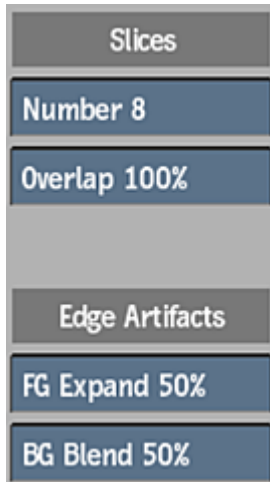 Slices
Number 8
Overlap 100%
Edge Artifacts
FG Expand 50%
BG Blend 50%